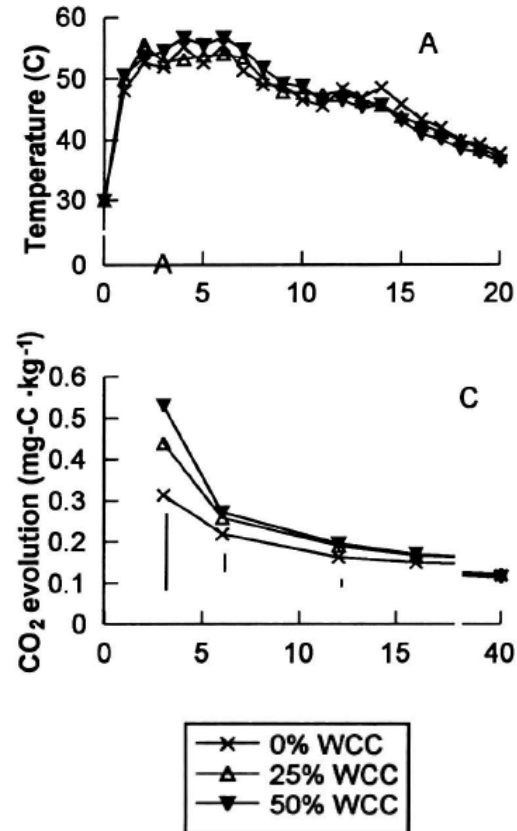 A
Temperature (C)
60
50
40
30
0
A
0 5 10 15 20
C
CO₂ evolution (mg-C ·kg⁻¹)
0.6
0.5
0.4
0.3
0.2
0.1
0
0 5 10 15 40
0% WCC
25% WCC
50% WCC